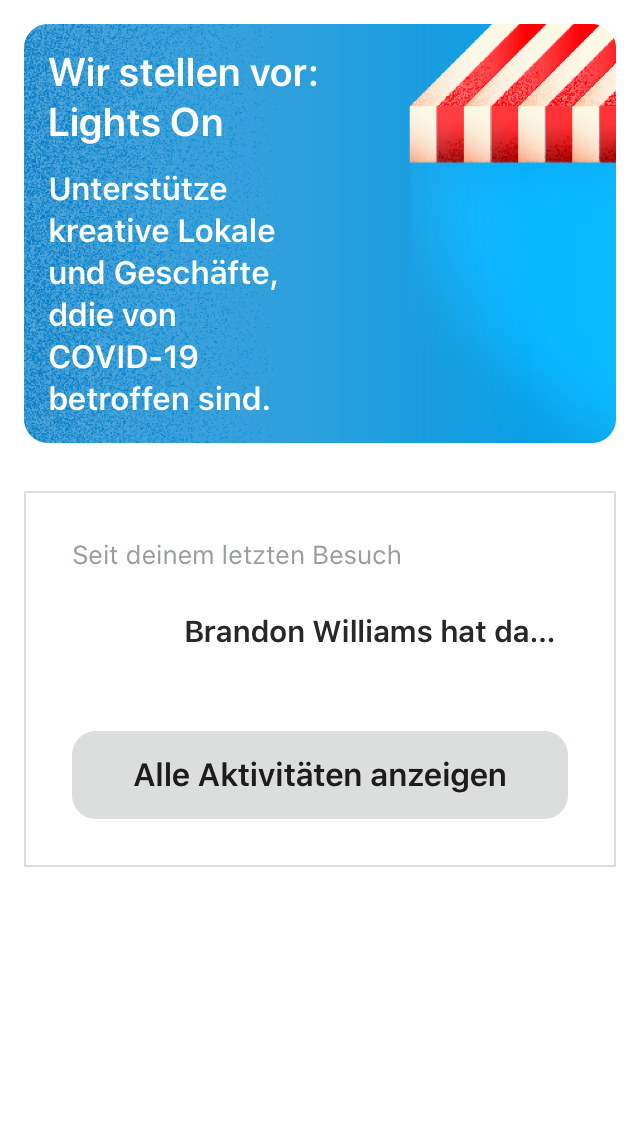 Wir stellen vor:
Lights On
Unterstütze
kreative Lokale
und Geschäfte,
ddie von
COVID-19
betroffen sind.
Seit deinem letzten Besuch
Brandon Williams hat da...
Alle Aktivitäten anzeigen